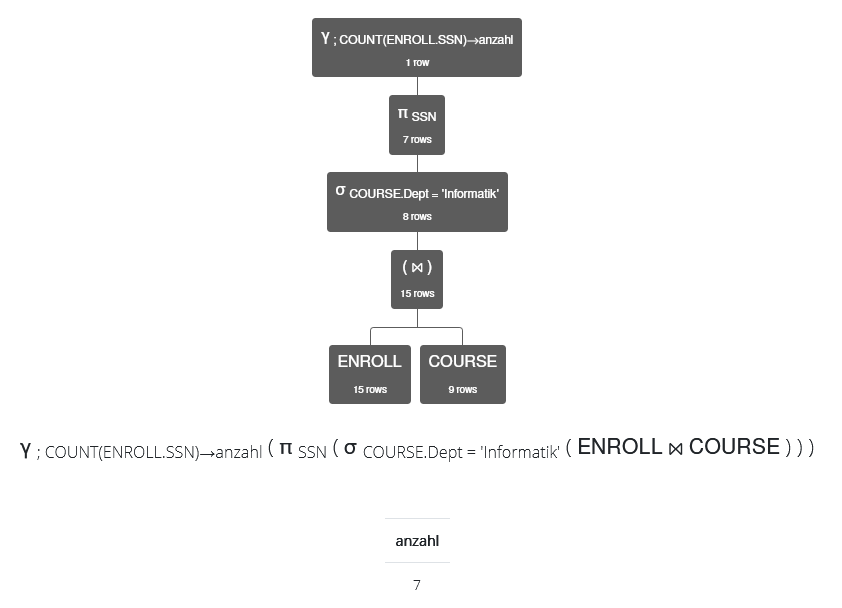 γ ; COUNT(ENROLL.SSN)→anzahl
1 row
π SSN
7 rows
σ COURSE.Dept = 'Informatik'
8 rows
( ⋈ )
15 rows
ENROLL COURSE
15 rows 9 rows
γ ; COUNT(ENROLL.SSN)→anzahl ( π SSN ( σ COURSE.Dept = 'Informatik' ( ENROLL ⋈ COURSE ) ) )
anzahl
7